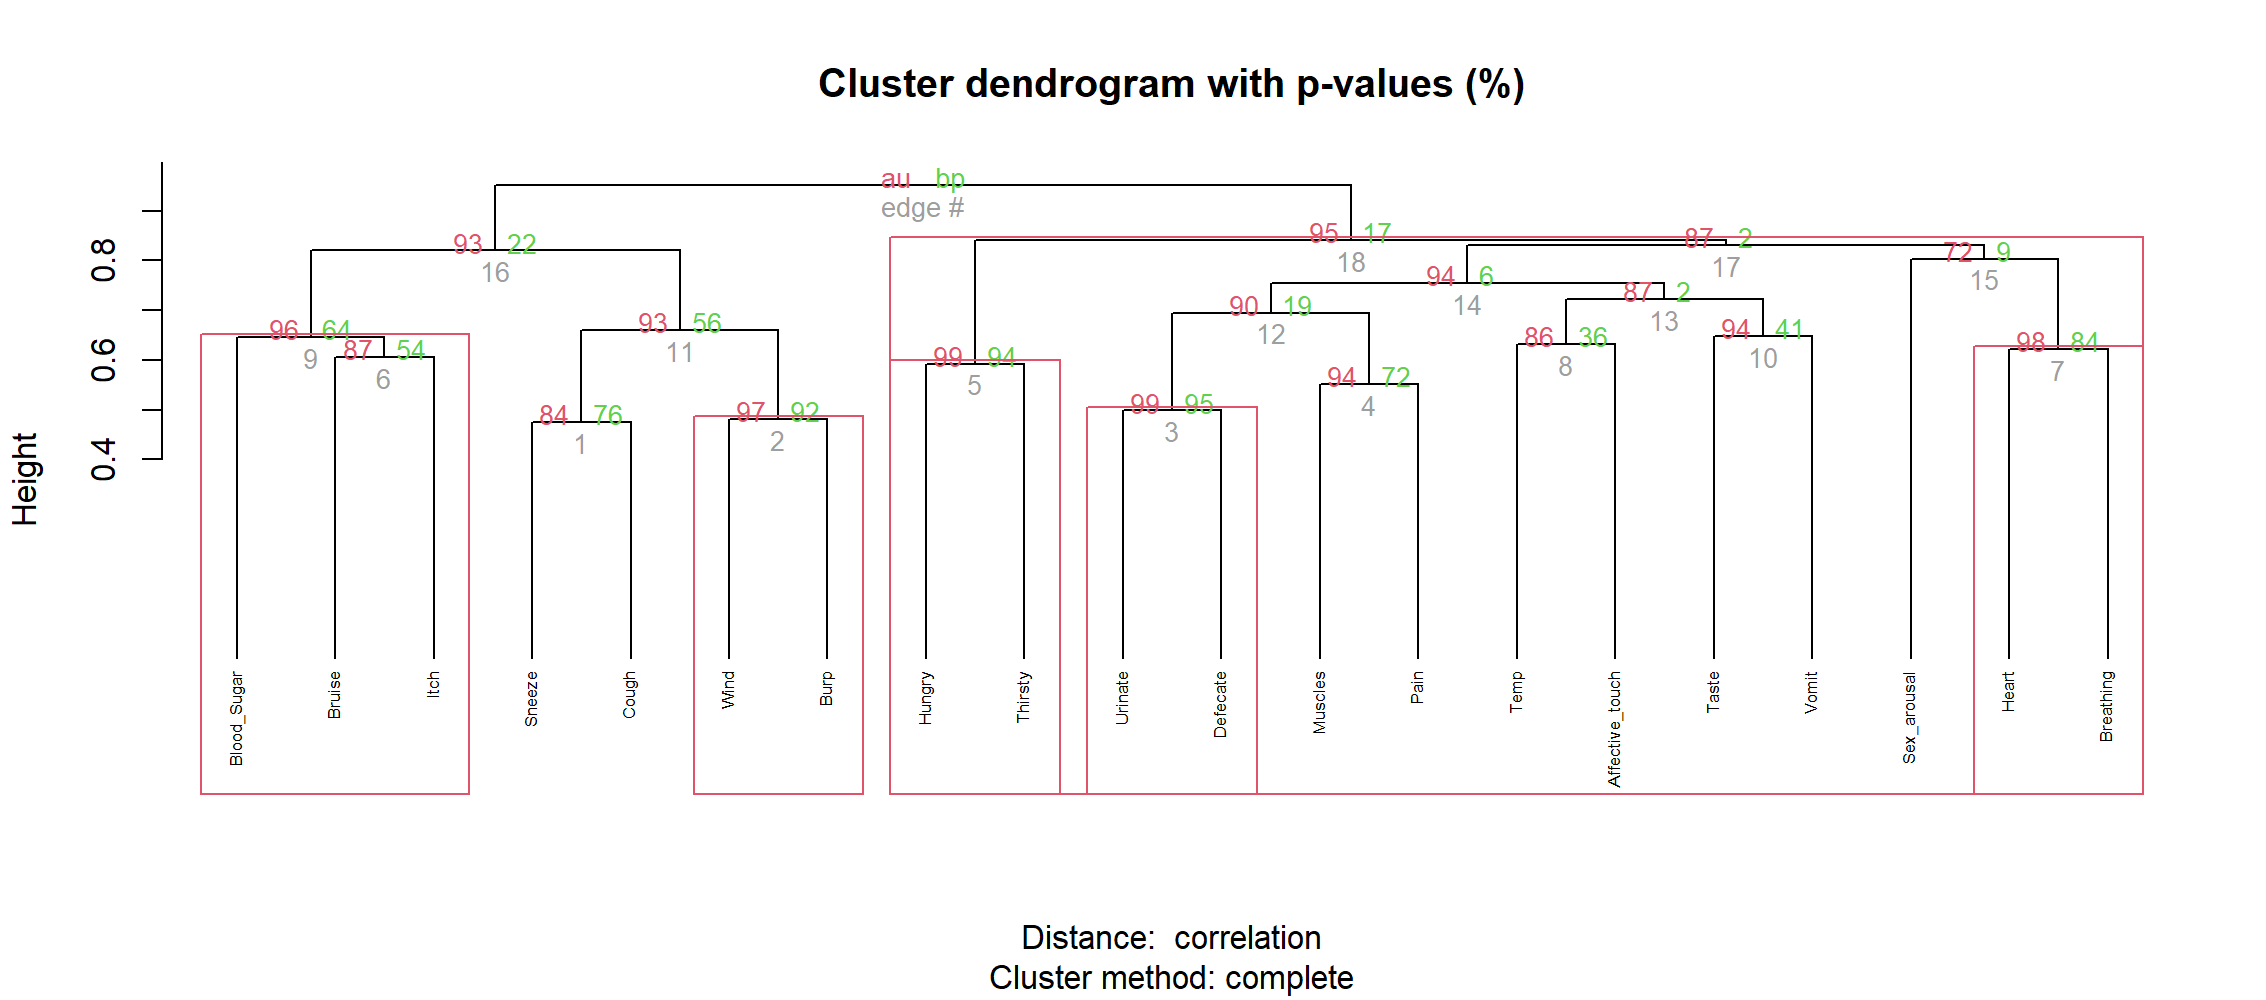 Cluster dendrogram with p-values (%)
au bp
edge #
93 22
16
95 17
18
87 2
17
72 9
15
94 6
14
87 2
13
90 19
12
96 64
9
87 54
6
93 56
11
86 36
8
94 41
10
98 84
7
99 94
5
94 72
4
84 76
1
97 92
2
99 95
3
0.8
0.6
0.4
Height
Blood_Sugar
Bruise
Itch
Sneeze
Cough
Wind
Burp
Hungry
Thirsty
Urinate
Defecate
Muscles
Pain
Temp
Affective_touch
Taste
Vomit
Sex_arousal
Heart
Breathing
Distance: correlation
Cluster method: complete